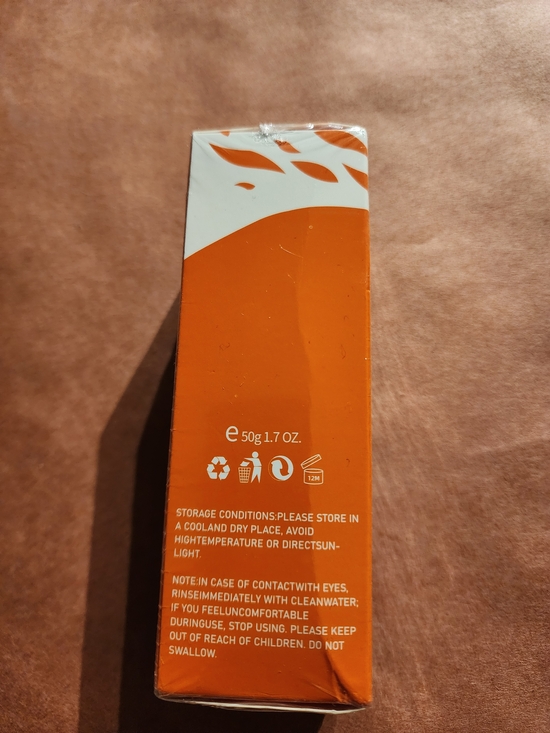 e 50g 1.7 OZ.
12M
STORAGE CONDITIONS:PLEASE STORE IN
A COOLAND DRY PLACE, AVOID
HIGHTEMPERATURE OR DIRECTSUN-
LIGHT.
NOTE:IN CASE OF CONTACTWITH EYES,
RINSEIMMEDIATELY WITH CLEANWATER;
IF YOU FEELUNCOMFORTABLE
DURINGUSE, STOP USING. PLEASE KEEP
OUT OF REACH OF CHILDREN. DO NOT
SWALLOW.